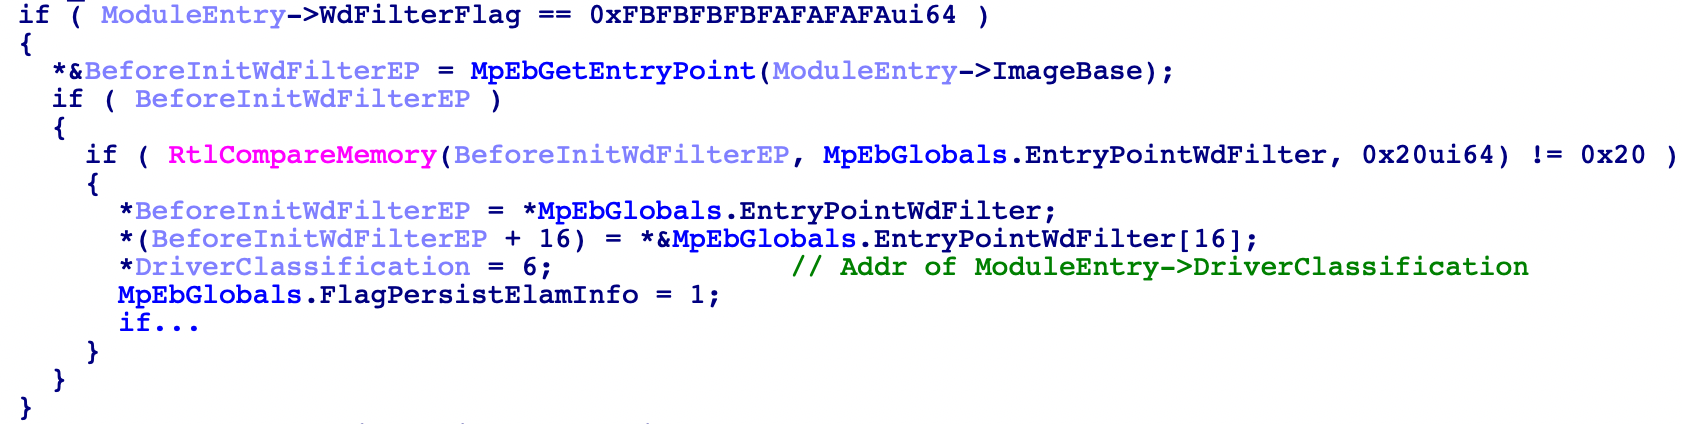 if ( ModuleEntry->WdFilterFlag == 0xFBFBFBFBFAFAFAFAui64 )
{
*&BeforeInitWdFilterEP = MpEbGetEntryPoint(ModuleEntry->ImageBase);
if ( BeforeInitWdFilterEP )
{
if ( RtlCompareMemory(BeforeInitWdFilterEP, MpEbGlobals.EntryPointWdFilter, 0x20ui64) != 0x20 )
{
*BeforeInitWdFilterEP = *MpEbGlobals.EntryPointWdFilter;
*(BeforeInitWdFilterEP + 16) = *&MpEbGlobals.EntryPointWdFilter[16];
*DriverClassification = 6; // Addr of ModuleEntry->DriverClassification
MpEbGlobals.FlagPersistElamInfo = 1;
if...
}
}
}